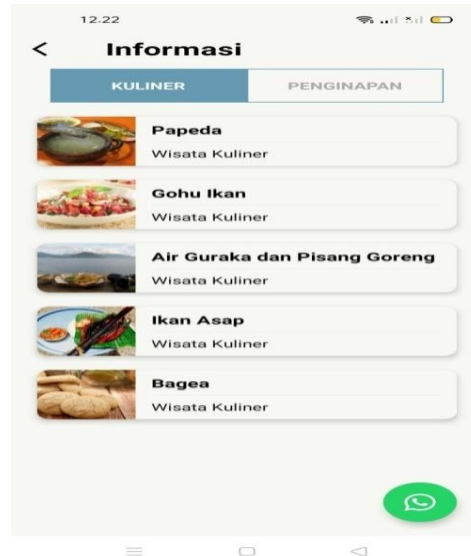 12.22
Informasi
KULINER PENGINAPAN
Papeda
Wisata Kuliner
Gohu Ikan
Wisata Kuliner
Air Guraka dan Pisang Goreng
Wisata Kuliner
Ikan Asap
Wisata Kuliner
Bagea
Wisata Kuliner